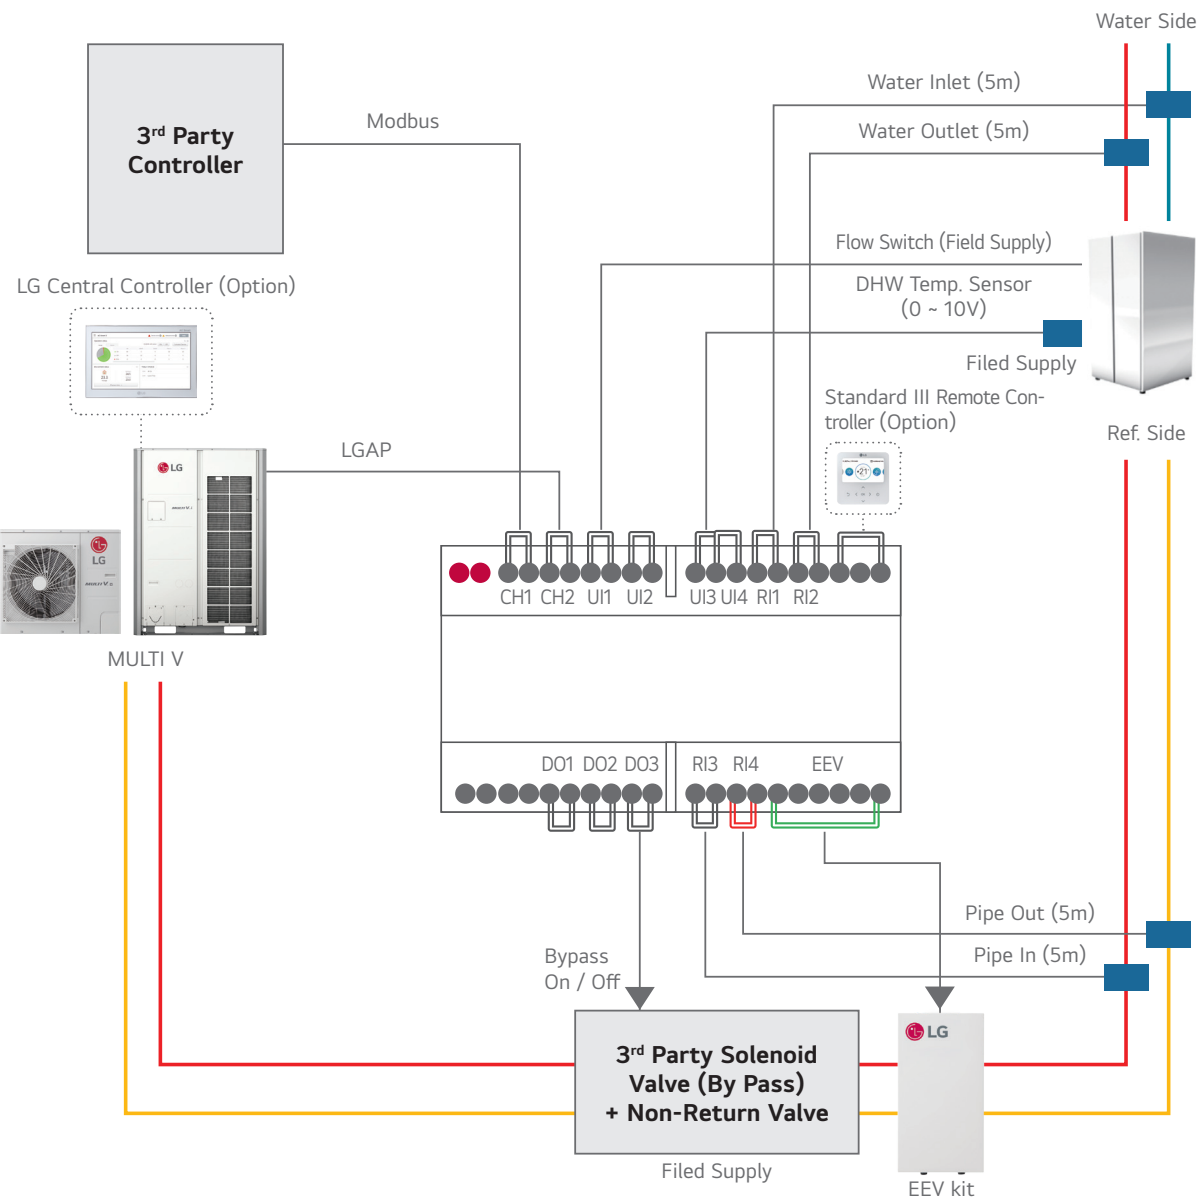 Water Side
Water Inlet (5m)
Modbus
Water Outlet (5m)
3rd Party
Controller
Flow Switch (Field Supply)
LG Central Controller (Option)
DHW Temp. Sensor
(0 ~ 10V)
Filed Supply
Standard III Remote Con-
troller (Option)
Ref. Side
LGAP
LG
LG
MULTI V
CH1 CH2 UI1 UI2 UI3 UI4 RI1 RI2
DO1 DO2 DO3 RI3 RI4 EEV
Pipe Out (5m)
Bypass
On / Off
Pipe In (5m)
3rd Party Solenoid
Valve (By Pass)
+ Non-Return Valve
LG
Filed Supply
EEV kit